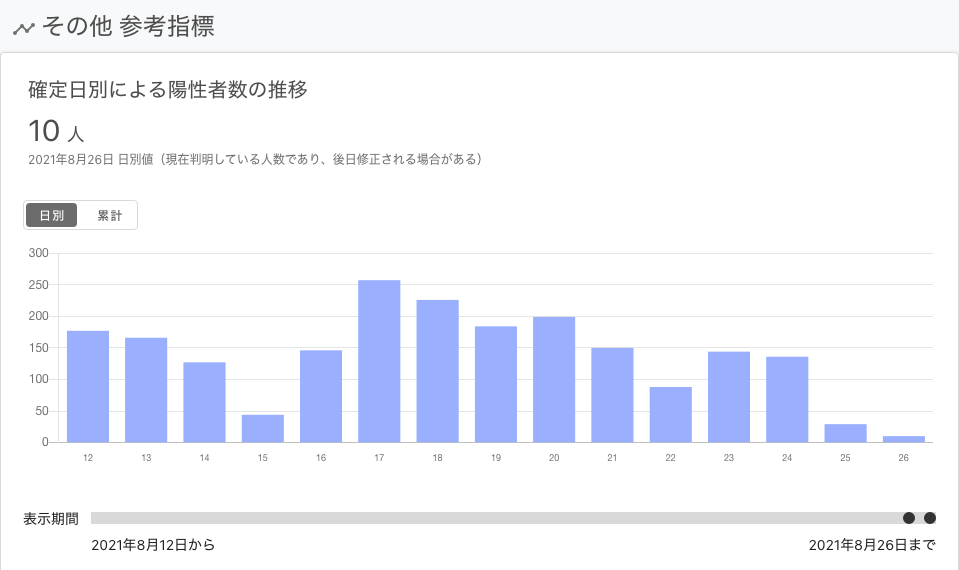 その他 参考指標
確定日別による陽性者数の推移
10 人
2021年8月26日 日別値（現在判明している人数であり、後日修正される場合がある）
日別 累計
300
250
200
150
100
50
0
12 13 14 15 16 17 18 19 20 21 22 23 24 25 26
表示期間
2021年8月12日から 2021年8月26日まで